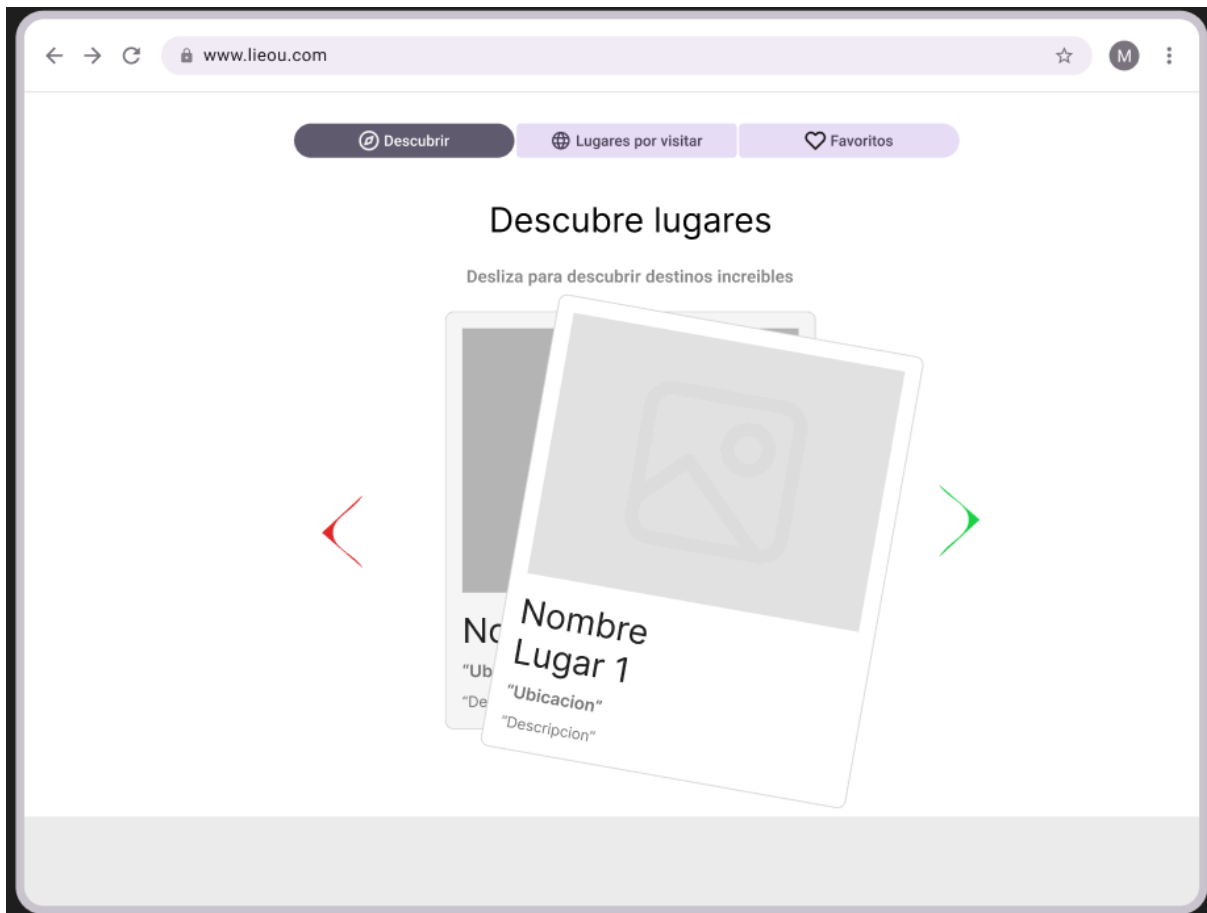 www.lieou.com
M
Descubrir
Lugares por visitar
Favoritos
Descubre lugares
Desliza para descubrir destinos increibles
Nombre
Lugar 1
“Ubicacion”
“Descripcion”